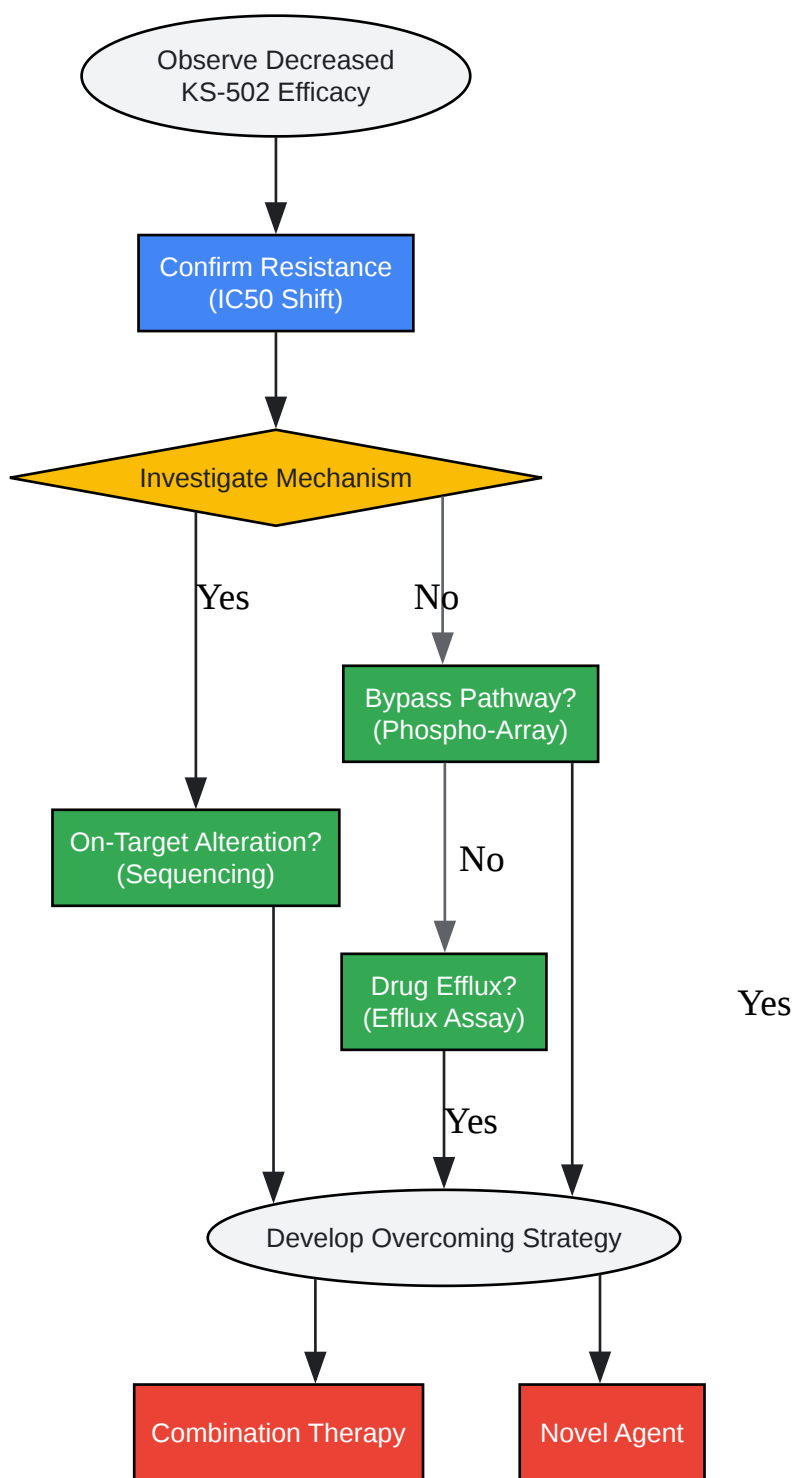 Observe Decreased
KS-502 Efficacy
Confirm Resistance
(IC50 Shift)
Investigate Mechanism
Yes
No
Bypass Pathway?
(Phospho-Array)
On-Target Alteration?
(Sequencing)
No
Drug Efflux?
(Efflux Assay)
Yes
Yes
Develop Overcoming Strategy
Combination Therapy
Novel Agent